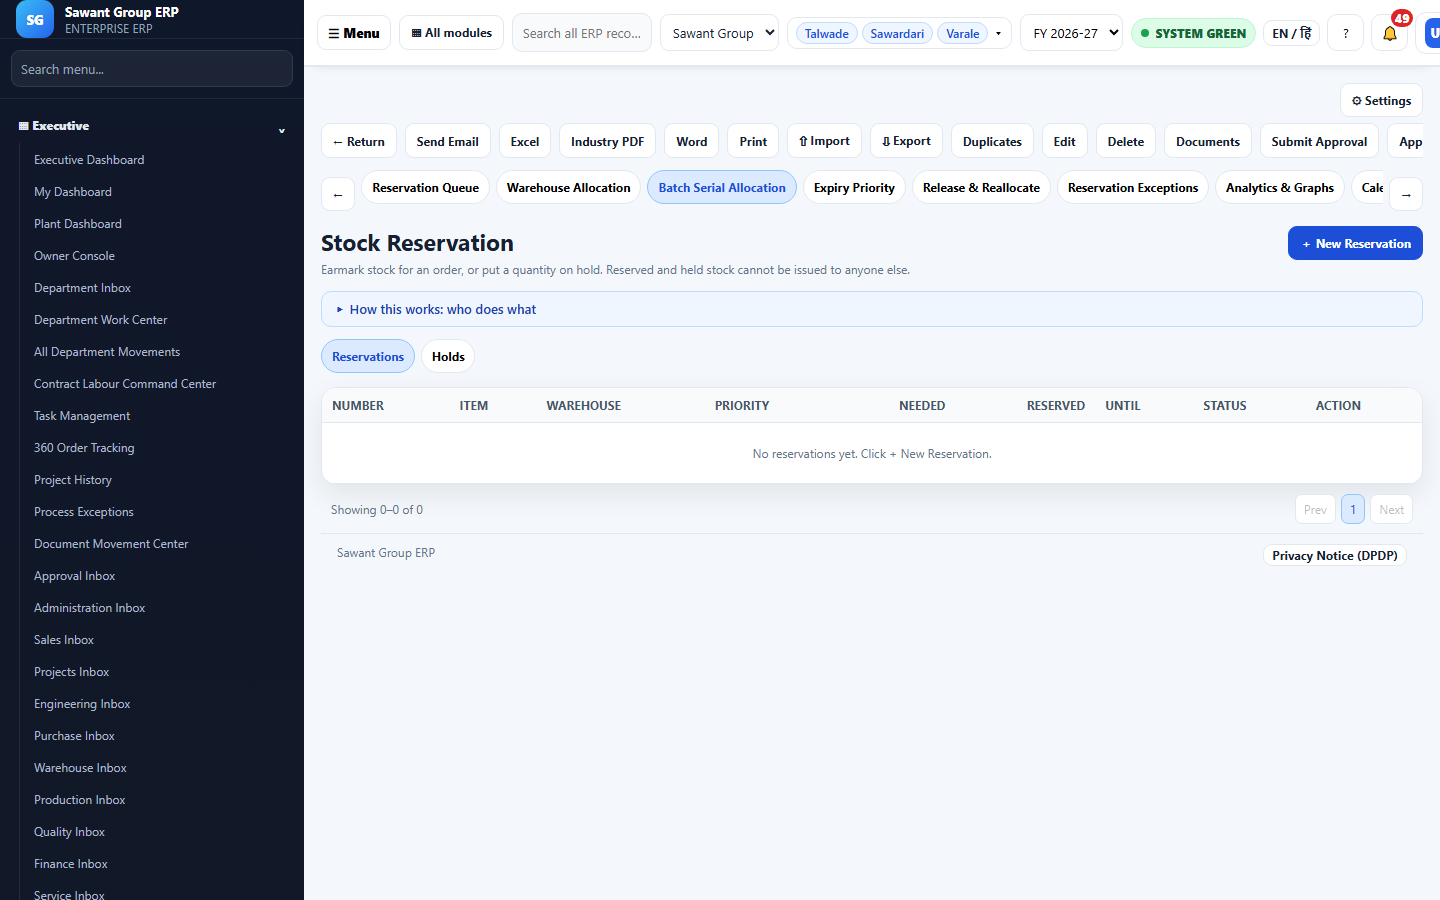 SG
Sawant Group ERP
ENTERPRISE ERP
Search menu...
Executive
Executive Dashboard
My Dashboard
Plant Dashboard
Owner Console
Department Inbox
Department Work Center
All Department Movements
Contract Labour Command Center
Task Management
360 Order Tracking
Project History
Process Exceptions
Document Movement Center
Approval Inbox
Administration Inbox
Sales Inbox
Projects Inbox
Engineering Inbox
Purchase Inbox
Warehouse Inbox
Production Inbox
Quality Inbox
Finance Inbox
Service Inbox
☰ Menu
All modules
Search all ERP reco...
Sawant Group
Talwade
Sawardari
Varale
FY 2026-27
SYSTEM GREEN
EN / हिं
?
49
U
⚙ Settings
← Return
Send Email
Excel
Industry PDF
Word
Print
⇧ Import
⇩ Export
Duplicates
Edit
Delete
Documents
Submit Approval
App
←
Reservation Queue
Warehouse Allocation
Batch Serial Allocation
Expiry Priority
Release & Reallocate
Reservation Exceptions
Analytics & Graphs
Cale
→
Stock Reservation
+ New Reservation
Earmark stock for an order, or put a quantity on hold. Reserved and held stock cannot be issued to anyone else.
▸ How this works: who does what
Reservations
Holds
NUMBER ITEM WAREHOUSE PRIORITY NEEDED RESERVED UNTIL STATUS ACTION
No reservations yet. Click + New Reservation.
Showing 0–0 of 0
Prev
1
Next
Sawant Group ERP
Privacy Notice (DPDP)